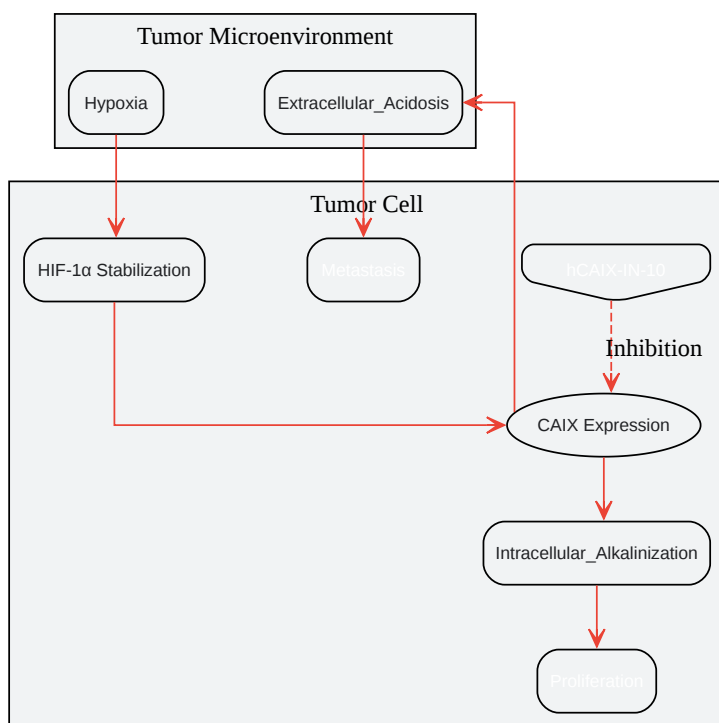 Tumor Microenvironment
Hypoxia
Extracellular_Acidosis
Tumor Cell
HIF-1α Stabilization
Metastasis
hCAIX-IN-10
Inhibition
CAIX Expression
Intracellular_Alkalinization
Proliferation